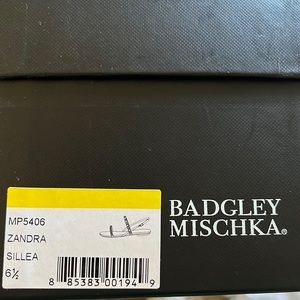 MP5406
ZANDRA
SILLEA
6½
8 85383 00194 9
BADGLEY
MISCHKA®